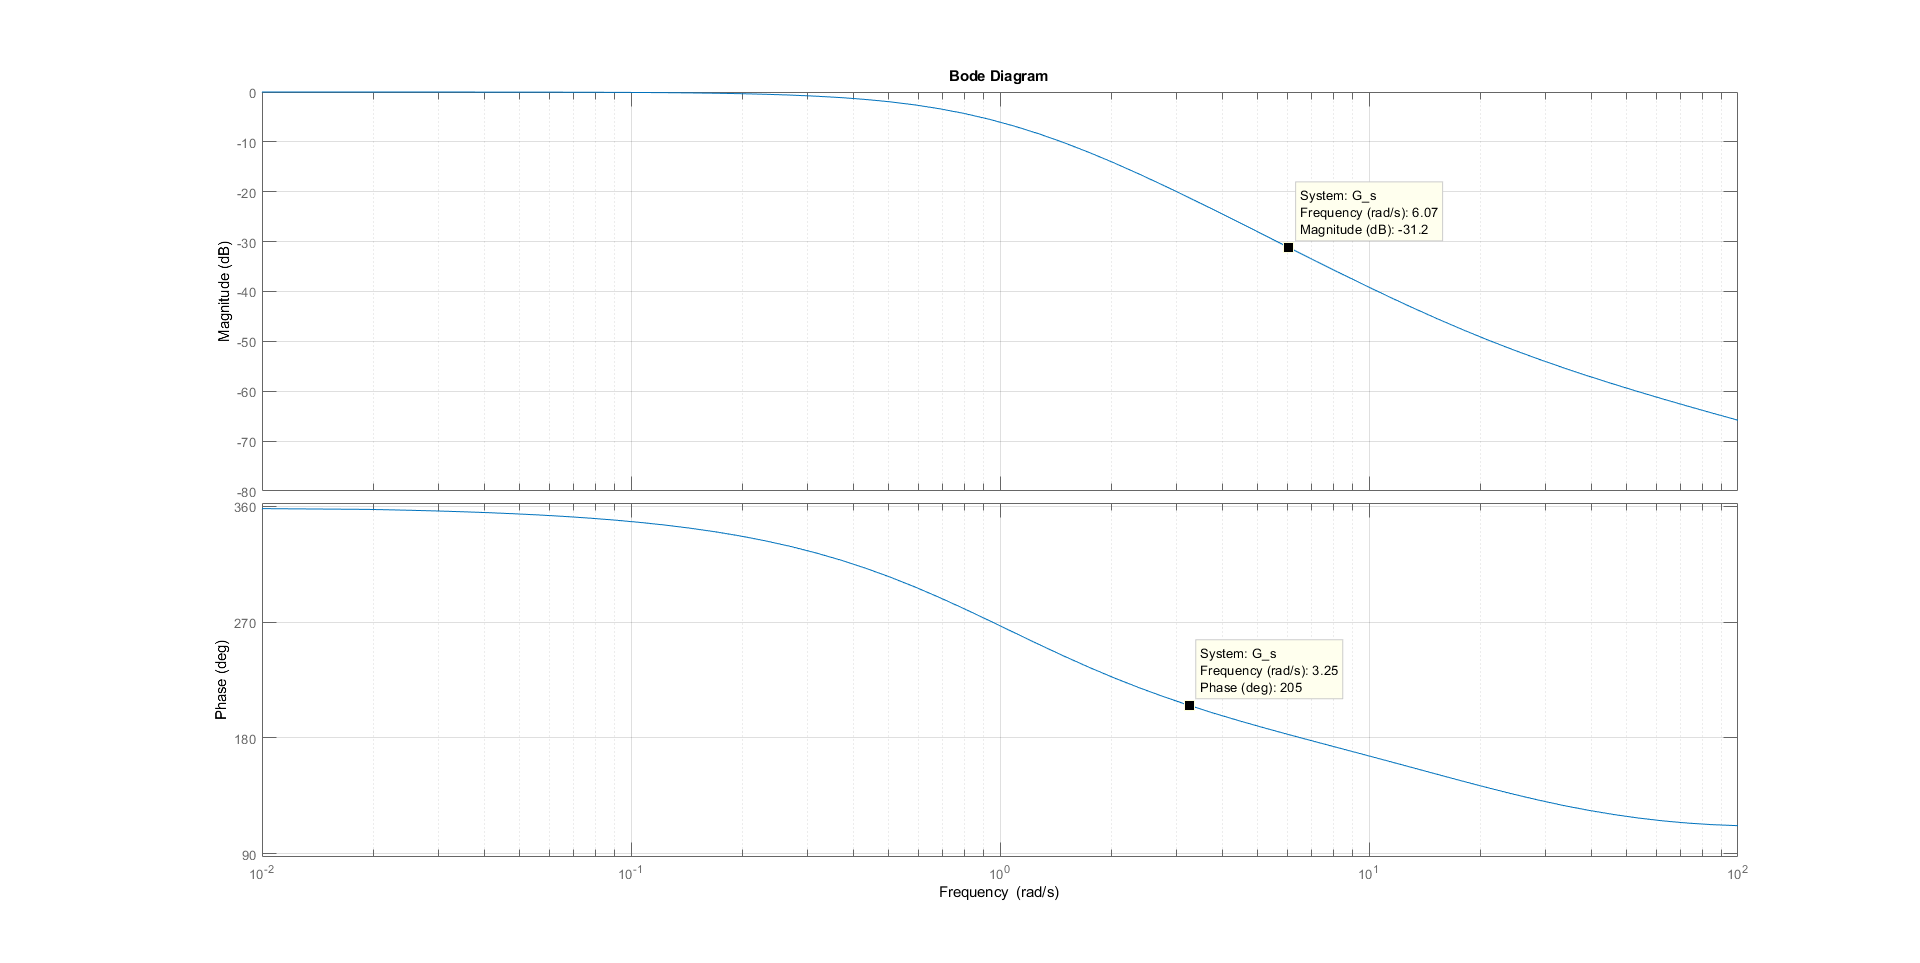 Bode Diagram
Magnitude (dB)
0
-10
-20
-30
-40
-50
-60
-70
-80
System: G_s
Frequency (rad/s): 6.07
Magnitude (dB): -31.2
Phase (deg)
360
270
180
90
System: G_s
Frequency (rad/s): 3.25
Phase (deg): 205
10^-2 10^-1 10^0 10^1 10^2
Frequency (rad/s)